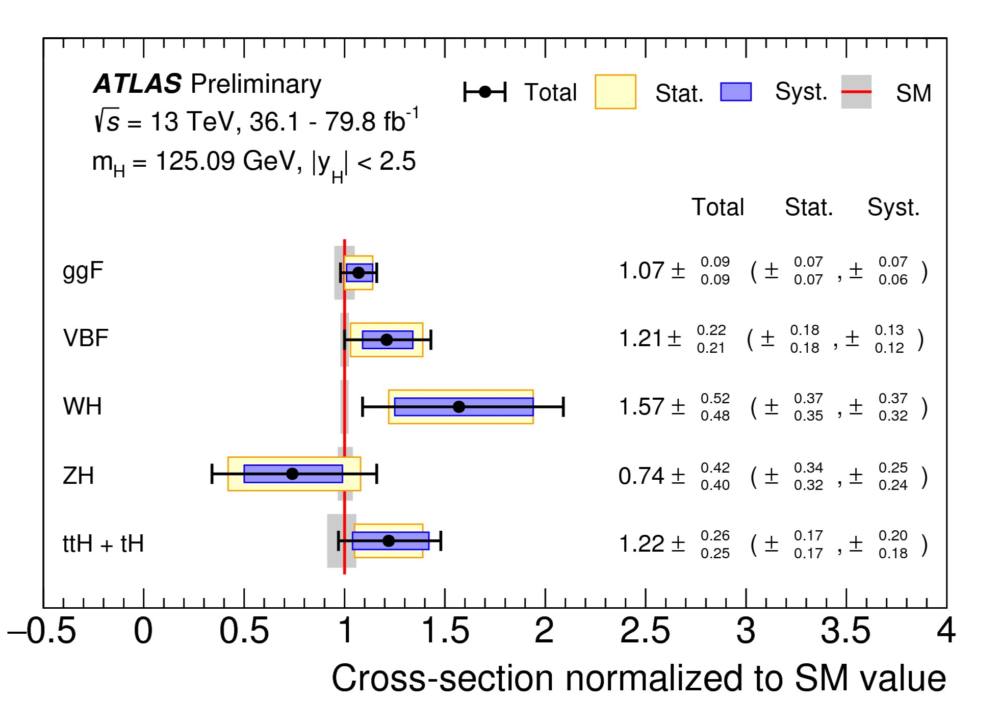 ATLAS Preliminary
Total Stat. Syst. SM
√s = 13 TeV, 36.1 - 79.8 fb⁻¹
m_H = 125.09 GeV, |y_H| < 2.5
Total Stat. Syst.
ggF 1.07 ± 0.09 0.09 ( ± 0.07 0.07 , ± 0.07 0.06 )
VBF 1.21 ± 0.22 0.21 ( ± 0.18 0.18 , ± 0.13 0.12 )
WH 1.57 ± 0.52 0.48 ( ± 0.37 0.35 , ± 0.37 0.32 )
ZH 0.74 ± 0.42 0.40 ( ± 0.34 0.32 , ± 0.25 0.24 )
ttH + tH 1.22 ± 0.26 0.25 ( ± 0.17 0.17 , ± 0.20 0.18 )
−0.5 0 0.5 1 1.5 2 2.5 3 3.5 4
Cross-section normalized to SM value